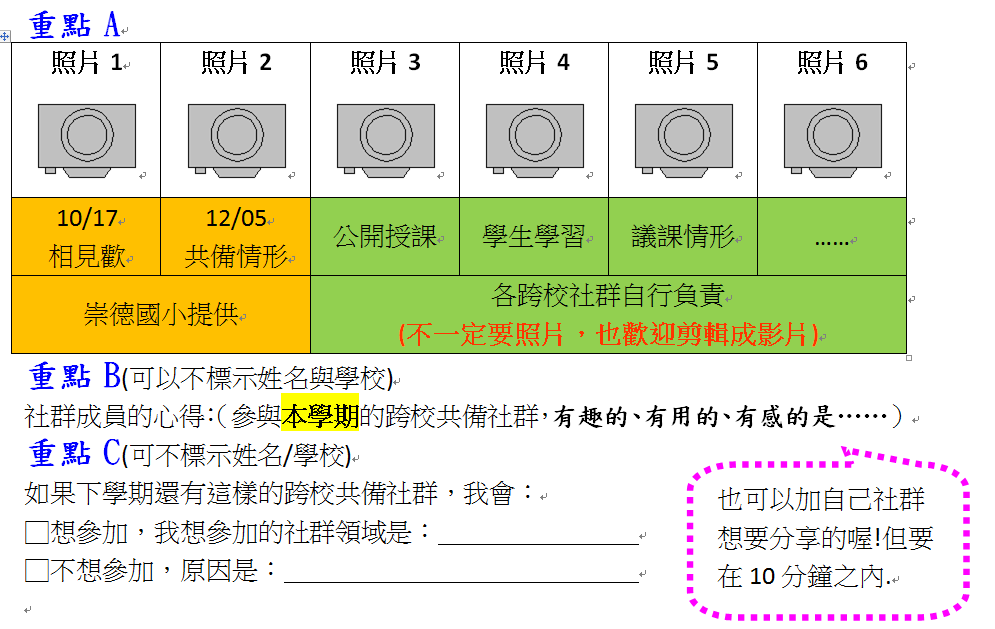 重點 A
照片 1 照片 2 照片 3 照片 4 照片 5 照片 6
10/17 12/05
相見歡 共備情形 公開授課 學生學習 議課情形 ……
崇德國小提供
各跨校社群自行負責
(不一定要照片，也歡迎剪輯成影片)
重點 B(可以不標示姓名與學校)
社群成員的心得：（參與本學期的跨校共備社群，有趣的、有用的、有感的是……）
重點 C(可不標示姓名/學校)
如果下學期還有這樣的跨校共備社群，我會：
□想參加，我想參加的社群領域是：_______________
□不想參加，原因是：__________________________
也可以加自己社群
想要分享的喔!但要
在 10 分鐘之內.